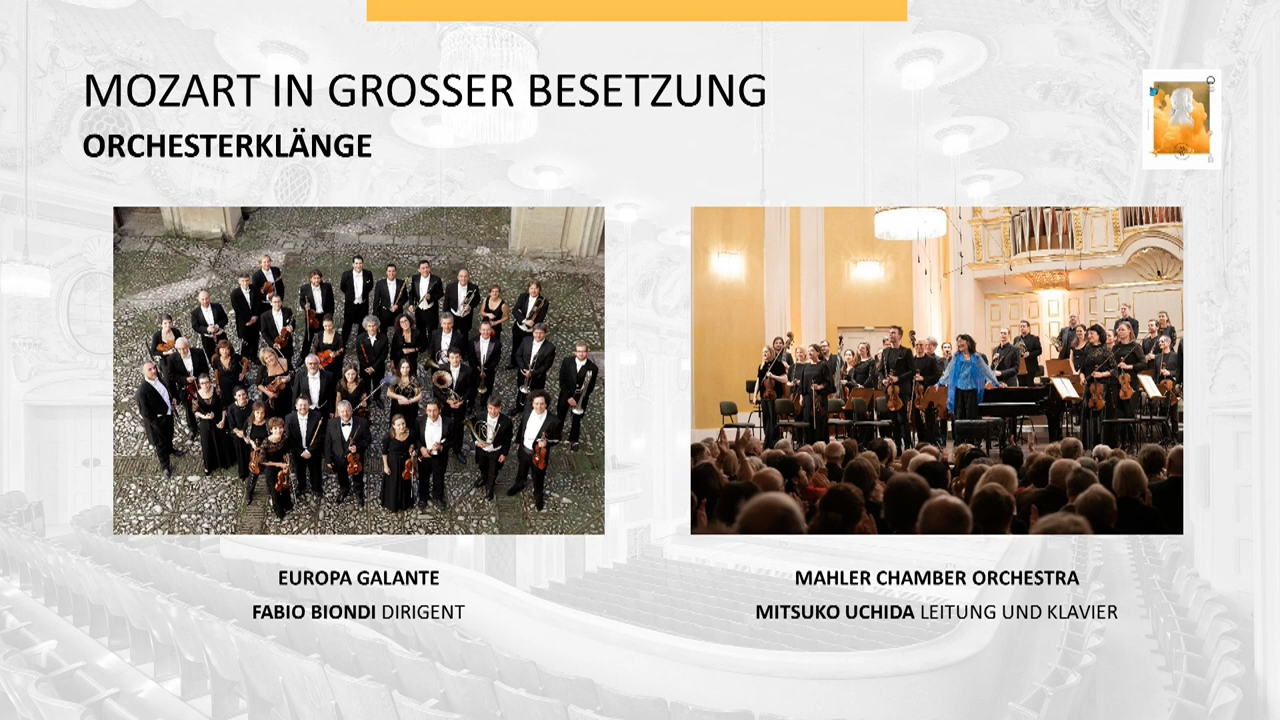 MOZART IN GROSSER BESETZUNG
ORCHESTERKLÄNGE
EUROPA GALANTE
FABIO BIONDI DIRIGENT
MAHLER CHAMBER ORCHESTRA
MITSUKO UCHIDA LEITUNG UND KLAVIER